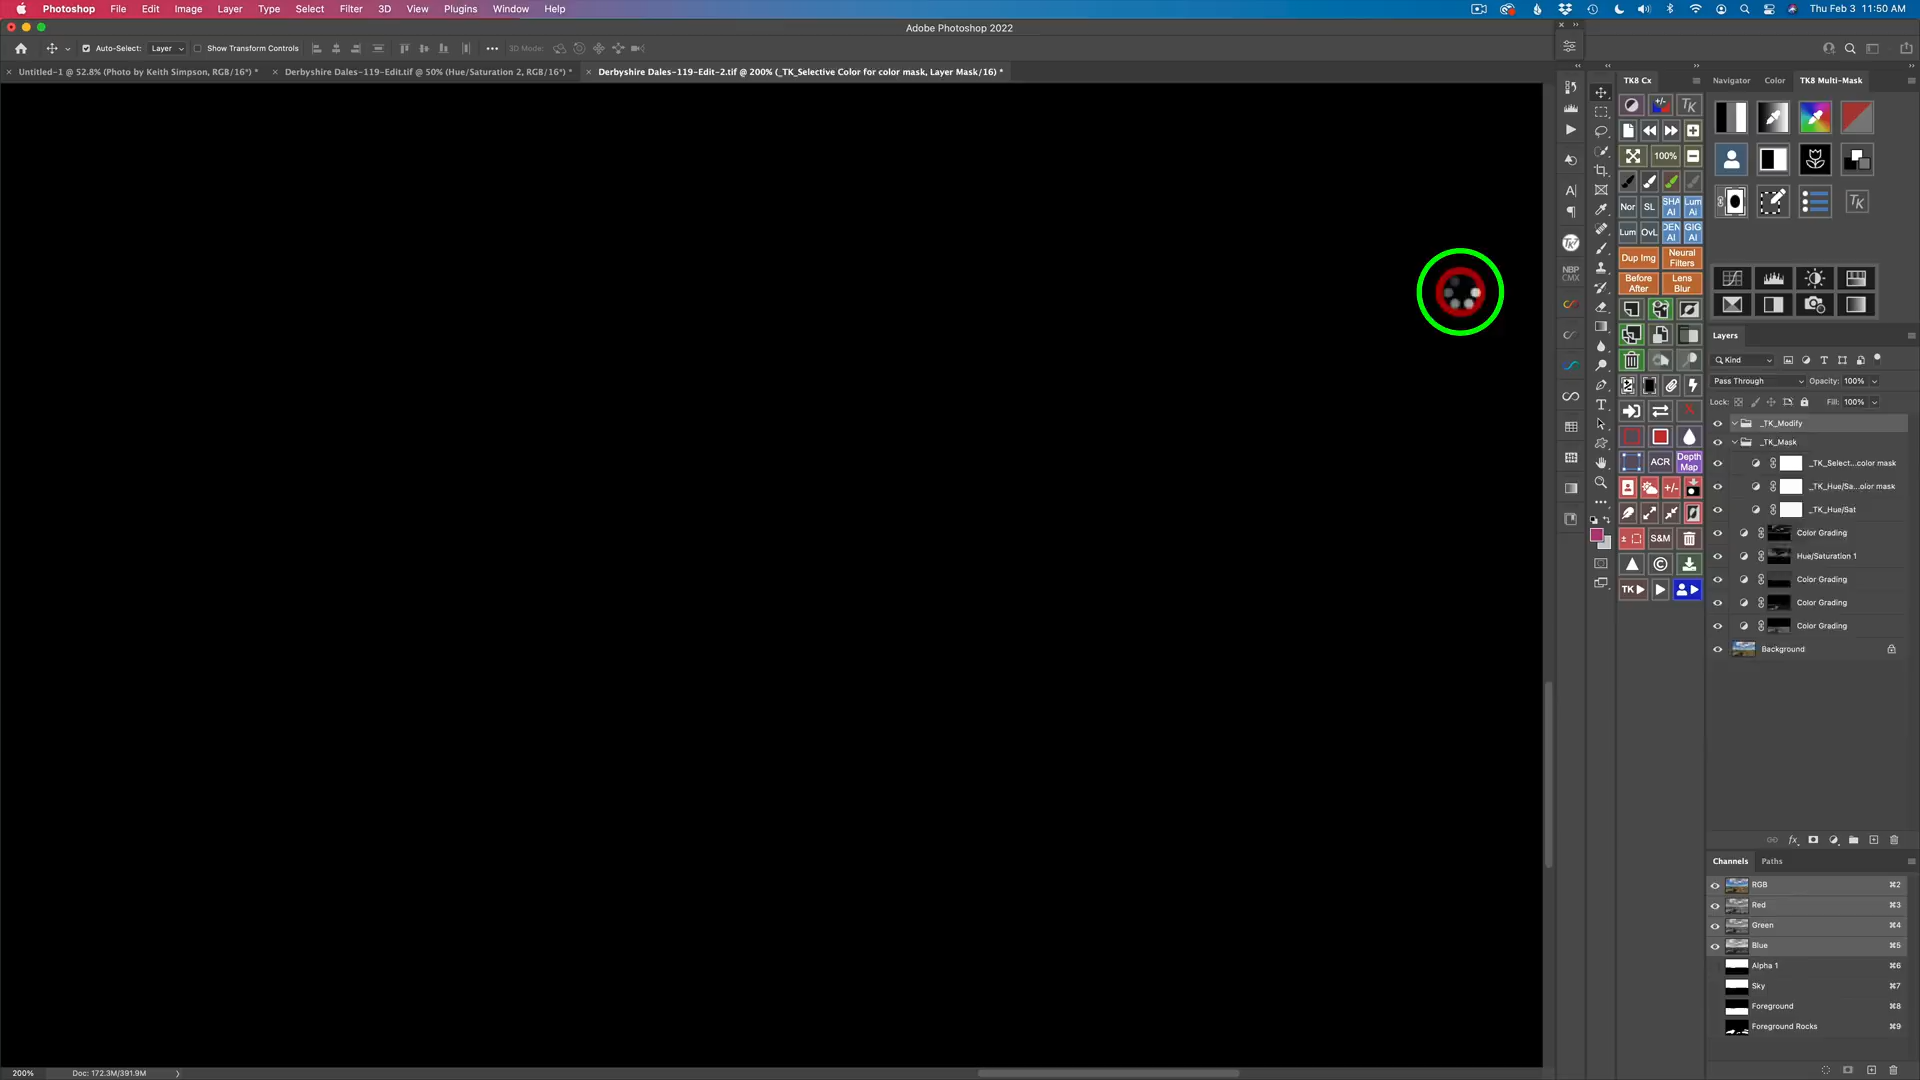 Photoshop File Edit Image Layer Type Select Filter 3D View Plugins Window Help Thu Feb 3 11:50 AM
Adobe Photoshop 2022
Auto-Select: Layer Show Transform Controls 3D Mode:
Untitled-1 @ 52.8% (Photo by Keith Simpson, RGB/16*) * Derbyshire Dales-119-Edit.tif @ 50% (Hue/Saturation 2, RGB/16*) * Derbyshire Dales-119-Edit-2.tif @ 200% (_TK_Selective Color for color mask, Layer Mask/16) *
TK8 Cx
TK
100%
Nor SL SHA AI Lum Ai
Lum OvL DEN AI GIG AI
Dup Img Neural Filters
Before After Lens Blur
ACR Depth Map
+/-
S&M
TK
NBP CMX
Navigator Color TK8 Multi-Mask
TK
Layers
Kind
Pass Through Opacity: 100%
Lock: Fill: 100%
_TK_Modify
_TK_Mask
_TK_Select...color mask
_TK_Hue/Sa...olor mask
_TK_Hue/Sat
Color Grading
Hue/Saturation 1
Color Grading
Color Grading
Color Grading
Background
fx
Channels Paths
RGB ⌘2
Red ⌘3
Green ⌘4
Blue ⌘5
Alpha 1 ⌘6
Sky ⌘7
Foreground ⌘8
Foreground Rocks ⌘9
200% Doc: 172.3M/391.9M